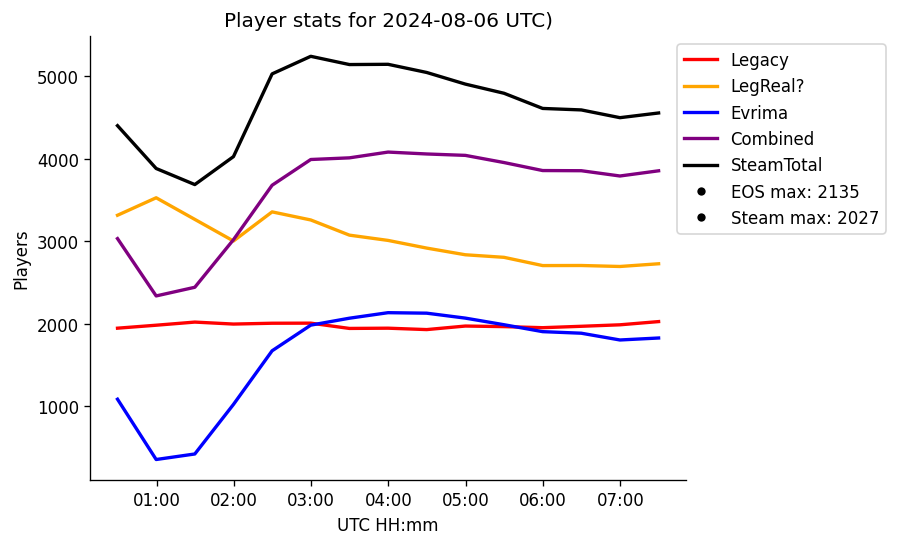 Player stats for 2024-08-06 UTC)
Legacy
LegReal?
Evrima
Combined
SteamTotal
EOS max: 2135
Steam max: 2027
Players
5000
4000
3000
2000
1000
01:00 02:00 03:00 04:00 05:00 06:00 07:00
UTC HH:mm